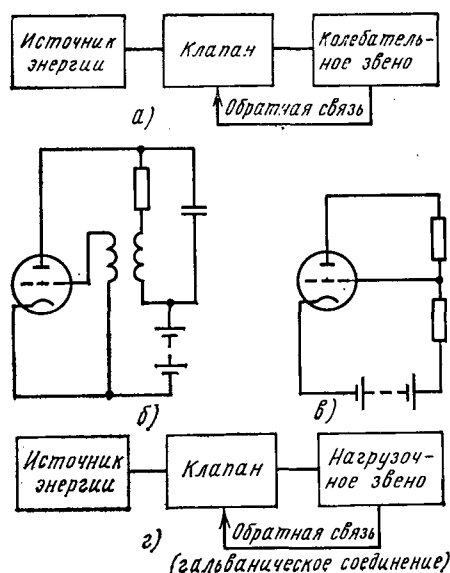 Источник
энергии
Клапан
Колебатель-
ное звено
Обратная связь
а)
б)
в)
Источник
энергии
Клапан
Нагрузоч-
ное звено
Обратная связь
г)
(гальваническое соединение)